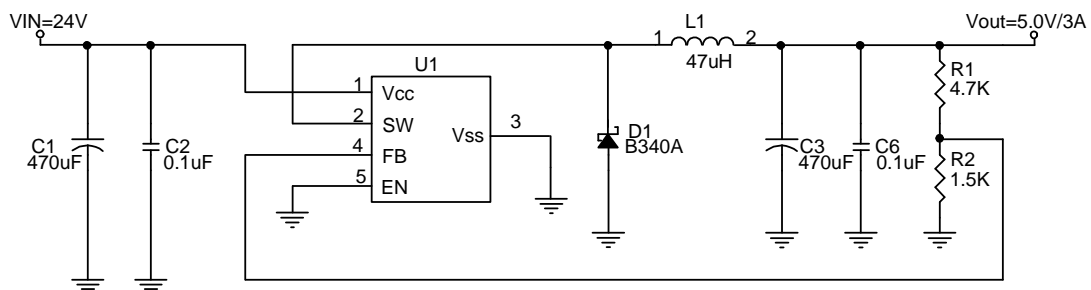 VIN=24V
L1
Vout=5.0V/3A
1
2
47uH
U1
R1
4.7K
1
Vcc
2
SW
Vss
3
4
FB
5
EN
C1
470uF
C2
0.1uF
D1
B340A
C3
470uF
C6
0.1uF
R2
1.5K